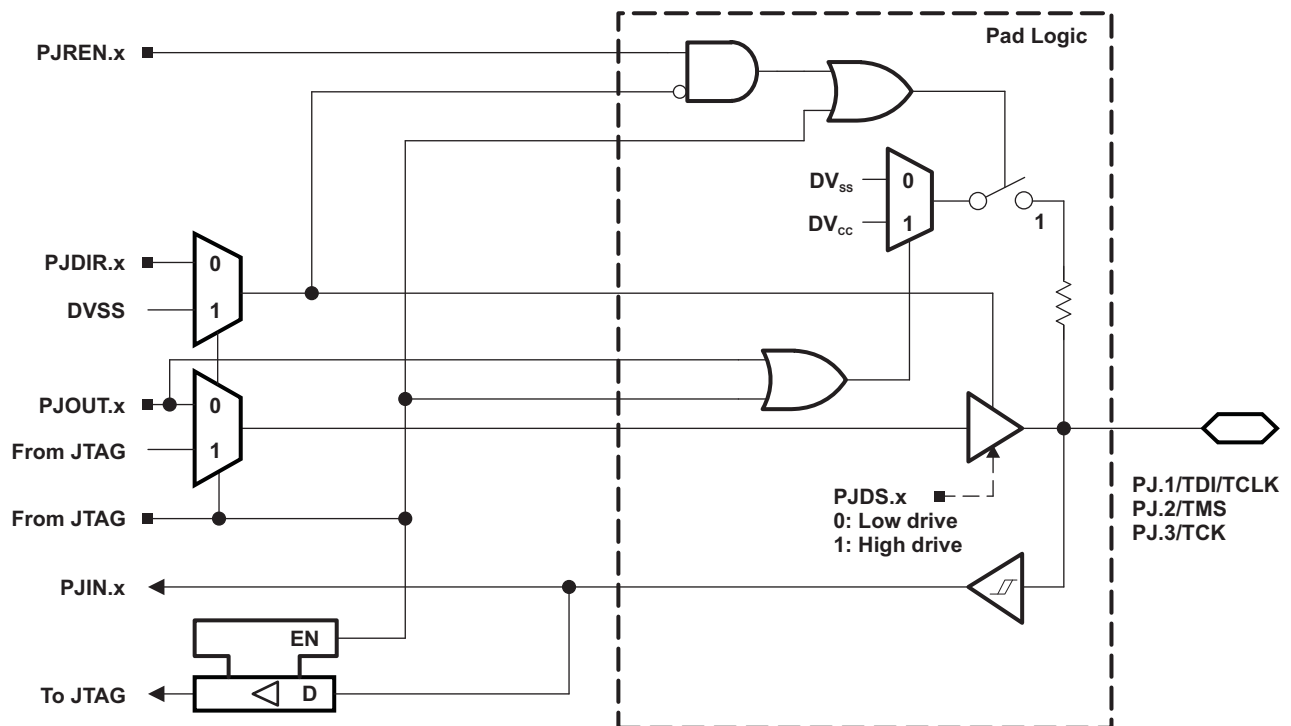 Pad Logic
PJREN.x
DVSS
0
DVCC
1
1
PJDIR.x
0
DVSS
1
PJOUT.x
0
From JTAG
1
PJDS.x
0: Low drive
1: High drive
PJ.1/TDI/TCLK
PJ.2/TMS
PJ.3/TCK
From JTAG
PJIN.x
EN
To JTAG
D